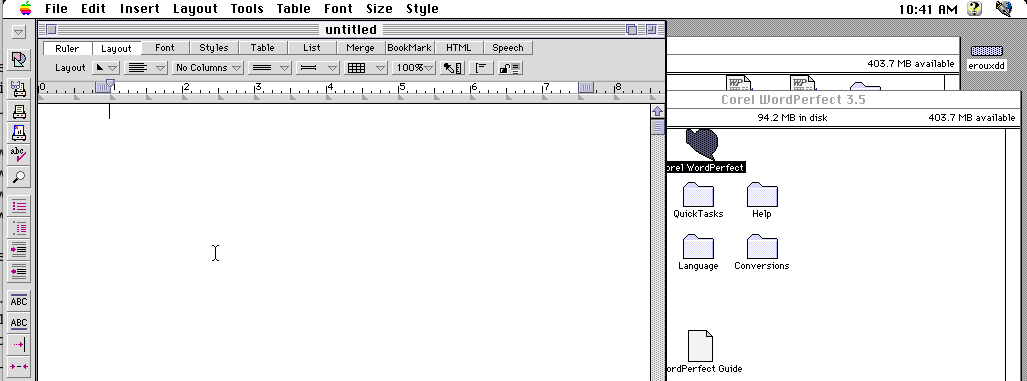 File Edit Insert Layout Tools Table Font Size Style 10:41 AM
untitled
Ruler Layout Font Styles Table List Merge BookMark HTML Speech
Layout No Columns 100%
0 1 2 3 4 5 6 7 8
abc
ABC
ABC
403.7 MB available
erouxdd
WP WP
Corel WordPerfect 3.5
94.2 MB in disk 403.7 MB available
orel WordPerfect
QuickTasks Help
Language Conversions
ordPerfect Guide